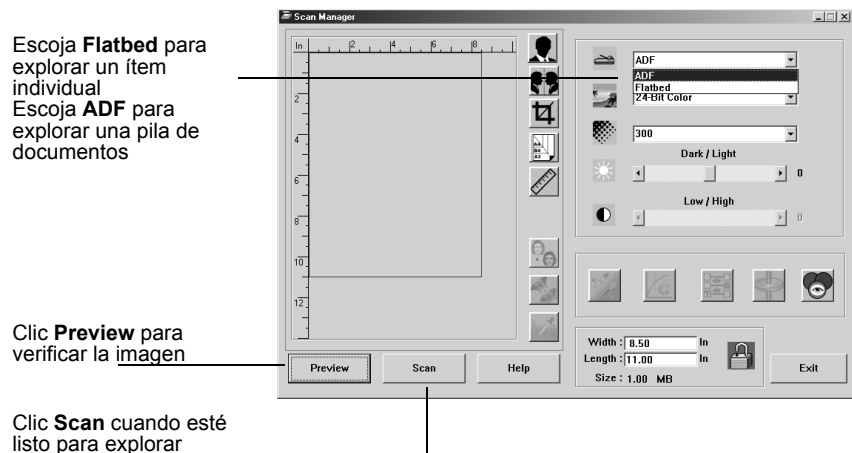 Scan Manager
Escoja Flatbed para
explorar un ítem
individual
Escoja ADF para
explorar una pila de
documentos
In
2 4 6 8
2
4
6
8
10
12
A4
B4
A3
ADF
ADF
Flatbed
24-Bit Color
300
Dark / Light
0
Low / High
0
G
Clic Preview para
verificar la imagen
Preview Scan Help
Width : 8.50 In
Length : 11.00 In
Size : 1.00 MB
Exit
Clic Scan cuando esté
listo para explorar